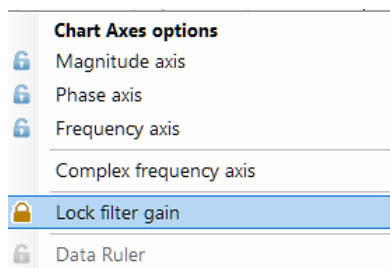 Chart Axes options
Magnitude axis
Phase axis
Frequency axis
Complex frequency axis
Lock filter gain
Data Ruler